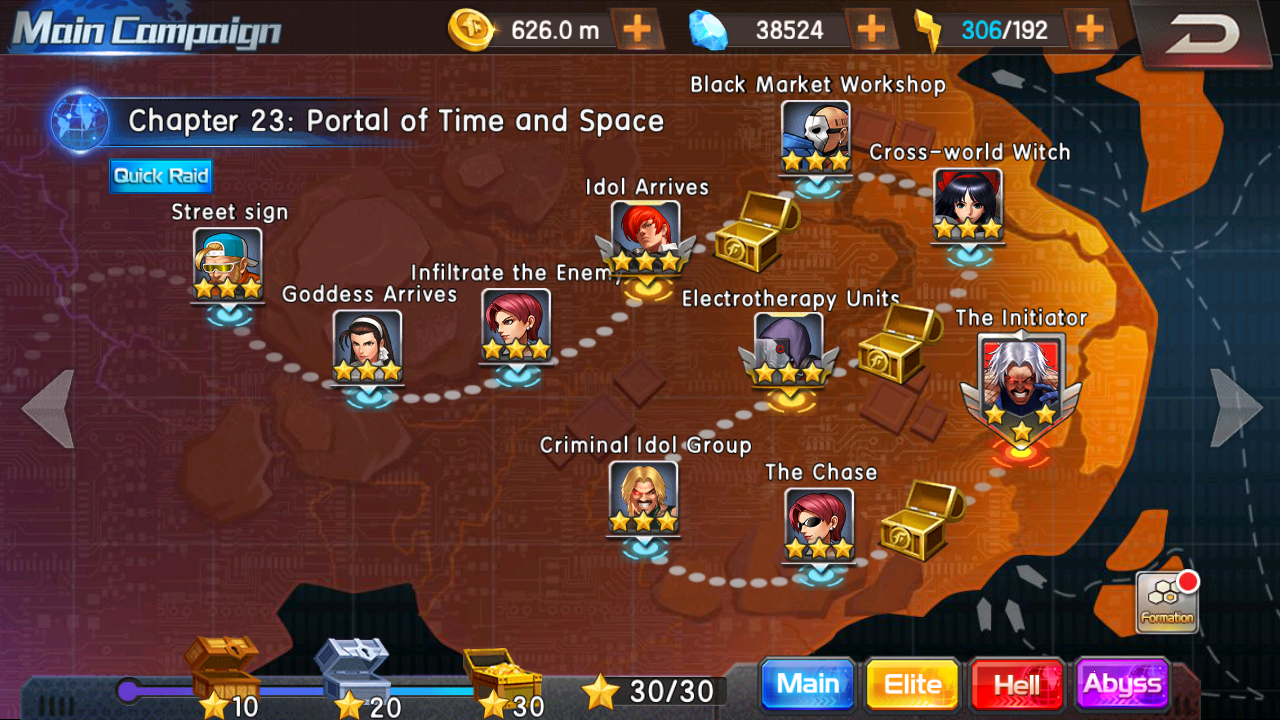 Main Campaign
626.0 m
38524
306/192
Chapter 23: Portal of Time and Space
Quick Raid
Black Market Workshop
Cross-world Witch
Idol Arrives
Street sign
Infiltrate the Enemy
Goddess Arrives
Electrotherapy Units
The Initiator
Criminal Idol Group
The Chase
Formation
10
20
30
30/30
Main
Elite
Hell
Abyss